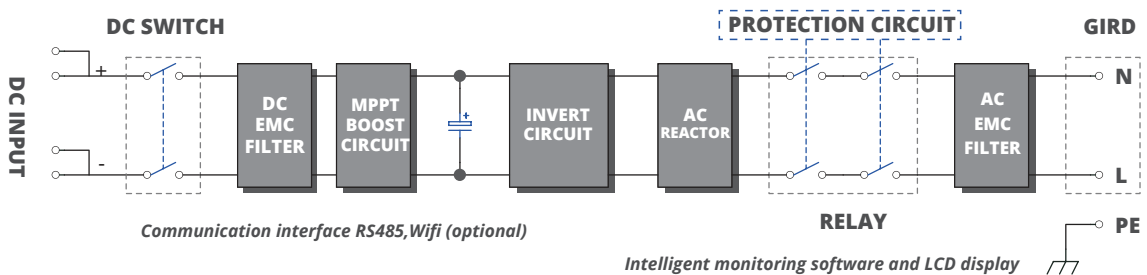 DC SWITCH
PROTECTION CIRCUIT
GIRD
DC INPUT
+
-
DC
EMC
FILTER
MPPT
BOOST
CIRCUIT
+
INVERT
CIRCUIT
AC
REACTOR
AC
EMC
FILTER
N
L
RELAY
PE
Communication interface RS485,Wifi (optional)
Intelligent monitoring software and LCD display